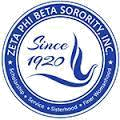 ZETA PHI BETA SORORITY, INC.
Since
1920
Scholarship • Service • Sisterhood • Finer Womanhood